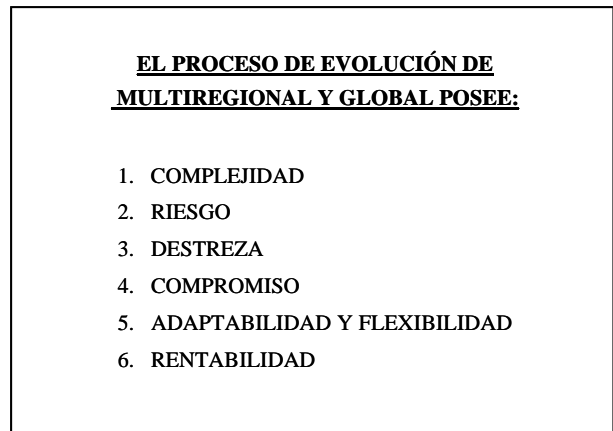 EL PROCESO DE EVOLUCIÓN DE
MULTIREGIONAL Y GLOBAL POSEE:
1. COMPLEJIDAD
2. RIESGO
3. DESTREZA
4. COMPROMISO
5. ADAPTABILIDAD Y FLEXIBILIDAD
6. RENTABILIDAD